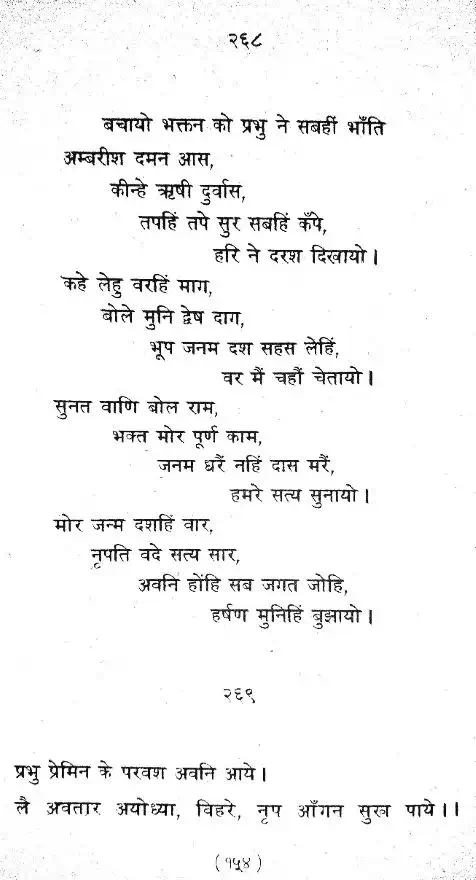 २६८
बचायो भक्तन को प्रभु ने सबहीं भाँति
अम्बरीश दमन आस,
कीन्हे ऋषी दुर्वास,
तपहिं तपे सुर सबहिं कँपे,
हरि ने दरश दिखायो।
कहे लेहु वरहिं माग,
बोले मुनि द्वेष दाग,
भूप जनम दश सहस लेहिं,
वर मैं चहौं चेतायो।
सुनत वाणि बोल राम,
भक्त मोर पूर्ण काम,
जनम धरैं नहिं दास मरैं,
हमरे सत्य सुनायो।
मोर जन्म दशहिं वार,
नृपति वदे सत्य सार,
अवनि होंहि सब जगत जोहि,
हर्षण मुनिहिं बुझायो।
२६९
प्रभु प्रेमिन के परवश अवनि आये।
लै अवतार अयोध्या, विहरे, नृप आँगन सुख पाये।।
(१५४)